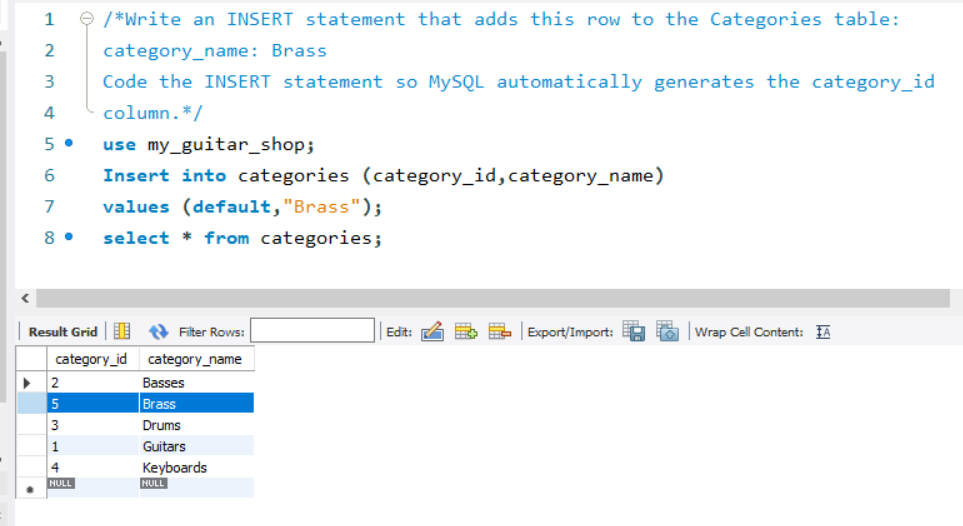 1 /*Write an INSERT statement that adds this row to the Categories table:
2 category_name: Brass
3 Code the INSERT statement so MySQL automatically generates the category_id
4 column.*/
5 use my_guitar_shop;
6 Insert into categories (category_id,category_name)
7 values (default,"Brass");
8 select * from categories;
Result Grid Filter Rows: Edit: Export/Import: Wrap Cell Content: IA
category_id category_name
2 Basses
5 Brass
3 Drums
1 Guitars
4 Keyboards
NULL NULL